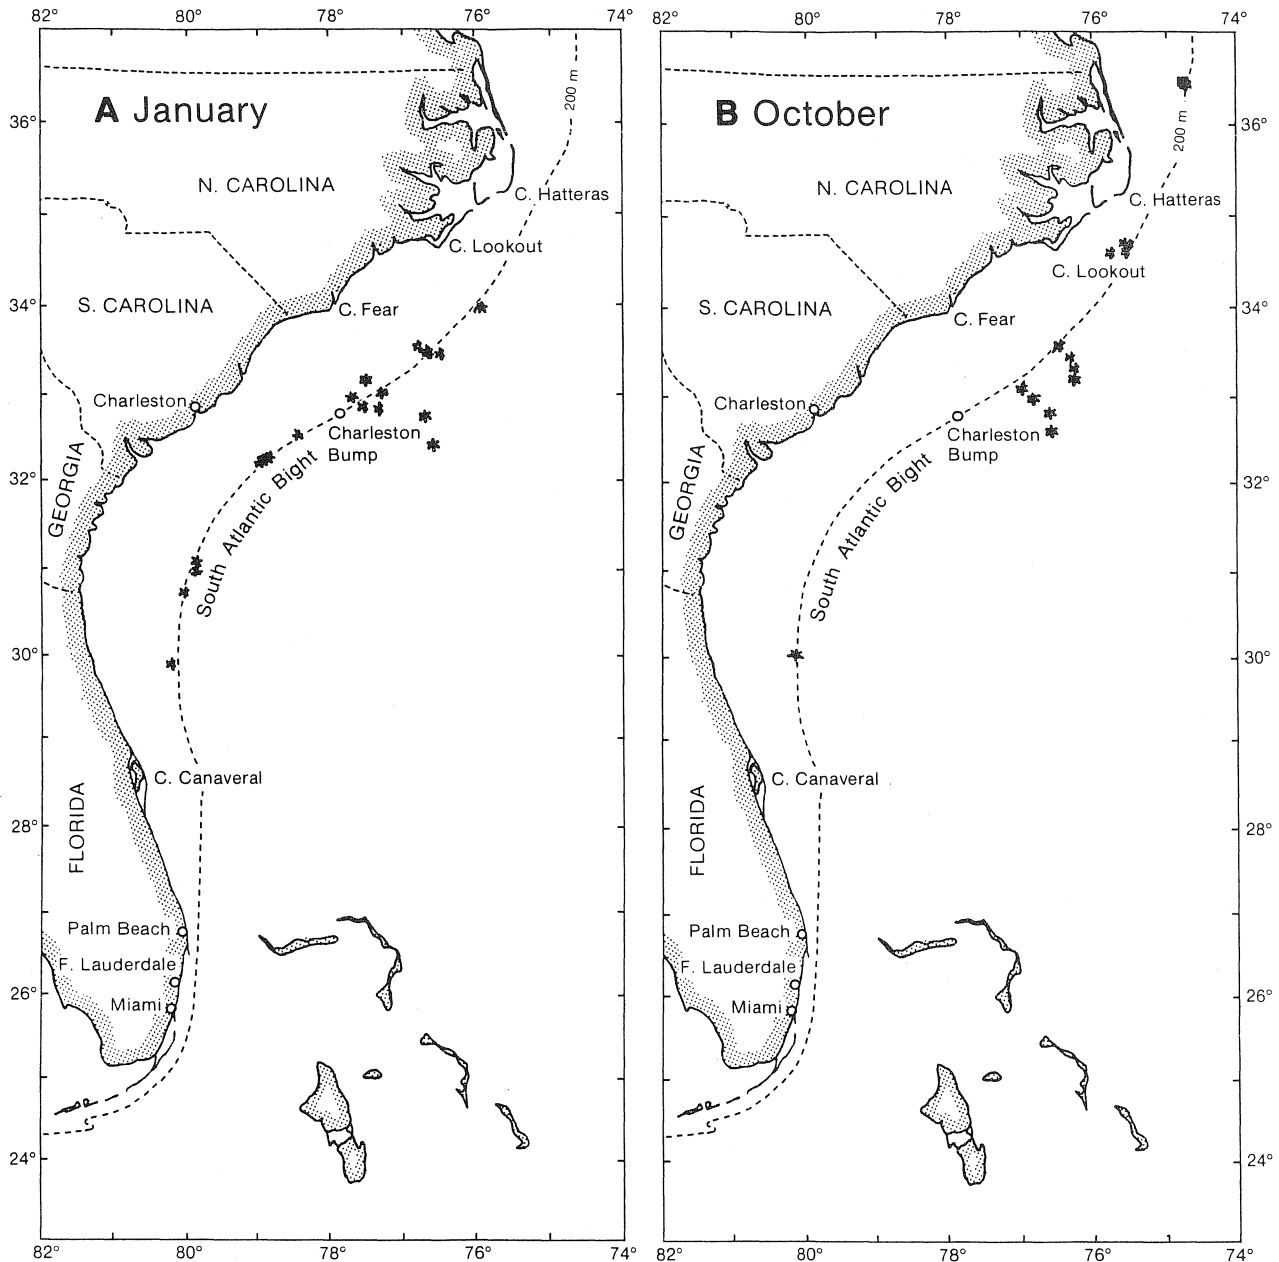 82° 80° 78° 76° 74°
A January
200 m
36°
N. CAROLINA
C. Hatteras
C. Lookout
S. CAROLINA
34°
C. Fear
Charleston
Charleston
Bump
GEORGIA
32°
South Atlantic Bight
30°
C. Canaveral
FLORIDA
28°
Palm Beach
F. Lauderdale
26°
Miami
24°
82° 80° 78° 76° 74°
82° 80° 78° 76° 74°
B October
200 m
36°
N. CAROLINA
C. Hatteras
C. Lookout
S. CAROLINA
34°
C. Fear
Charleston
Charleston
Bump
GEORGIA
32°
South Atlantic Bight
30°
C. Canaveral
FLORIDA
28°
Palm Beach
F. Lauderdale
26°
Miami
24°
82° 80° 78° 76° 74°